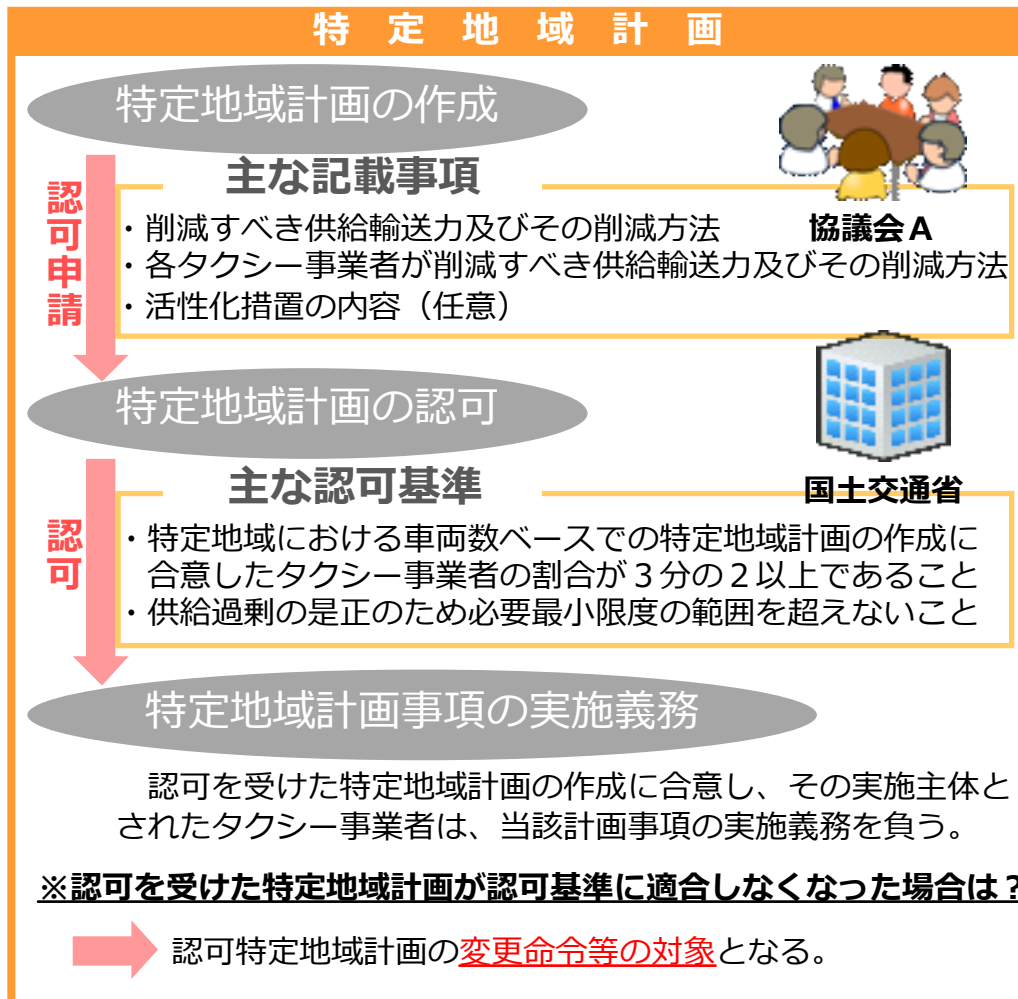 特定地域計画
特定地域計画の作成
主な記載事項
認可申請
・削減すべき供給輸送力及びその削減方法
協議会Ａ
・各タクシー事業者が削減すべき供給輸送力及びその削減方法
・活性化措置の内容（任意）
特定地域計画の認可
主な認可基準
国土交通省
認可
・特定地域における車両数ベースでの特定地域計画の作成に
合意したタクシー事業者の割合が３分の２以上であること
・供給過剰の是正のため必要最小限度の範囲を超えないこと
特定地域計画事項の実施義務
認可を受けた特定地域計画の作成に合意し、その実施主体と
されたタクシー事業者は、当該計画事項の実施義務を負う。
※認可を受けた特定地域計画が認可基準に適合しなくなった場合は？
認可特定地域計画の変更命令等の対象となる。